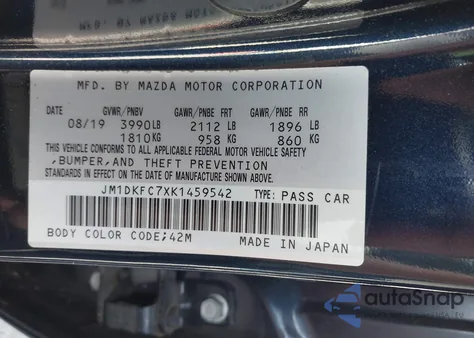 MFD. BY MAZDA MOTOR CORPORATION
DATE GVWR/PNBV GAWR/PNBE FRT GAWR/PNBE RR
08/19 3990LB 2112 LB 1896 LB
1810KG 958 KG 860 KG
THIS VEHICLE CONFORMS TO ALL APPLICABLE FEDERAL MOTOR VEHICLE SAFETY,
,BUMPER,AND THEFT PREVENTION
STANDARDS IN EFFECT ON THE DATE OF MANUFACTURE SHOWN ABOVE.
JM1DKFC7XK1459542 TYPE: PASS CAR
BODY COLOR CODE;42M MADE IN JAPAN
autoSnap